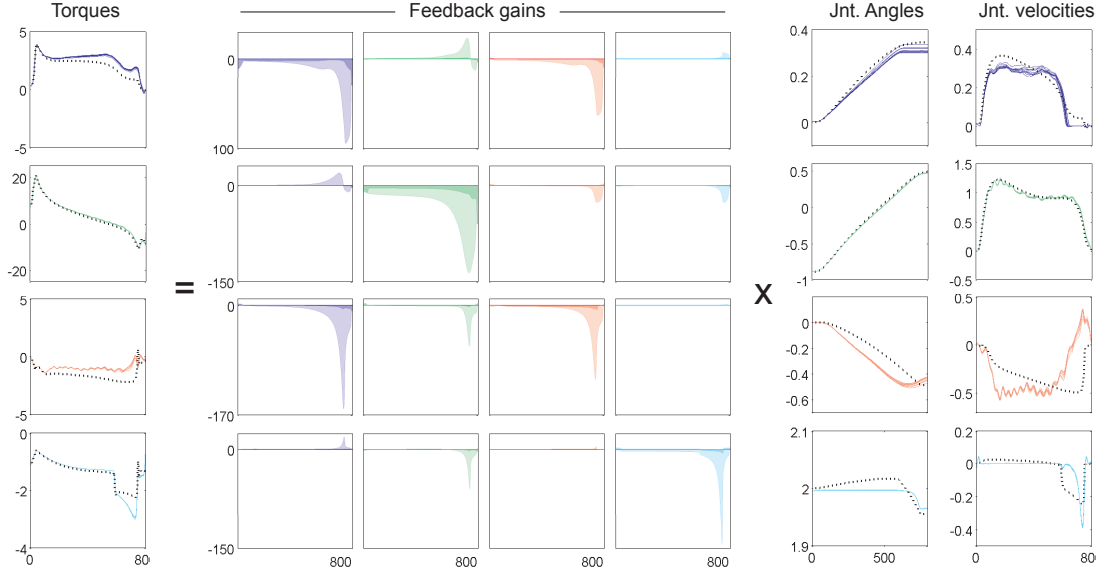 Torques Feedback gains Jnt. Angles Jnt. velocities
5 0 -5
0 100
0.4 0.2 0
0.4 0.2 0
20 0 -20
0 -150
0.5 0 -0.5 -1
1.5 1 0.5 0 -0.5
= x
5 0 -5
0 -170
0 -0.2 -0.4 -0.6
0.5 0 -0.5
0 -2 -4
0 -150
2.1 2 1.9
0.2 0 -0.2 -0.4
0 400 800 800 800 0 500 0 800